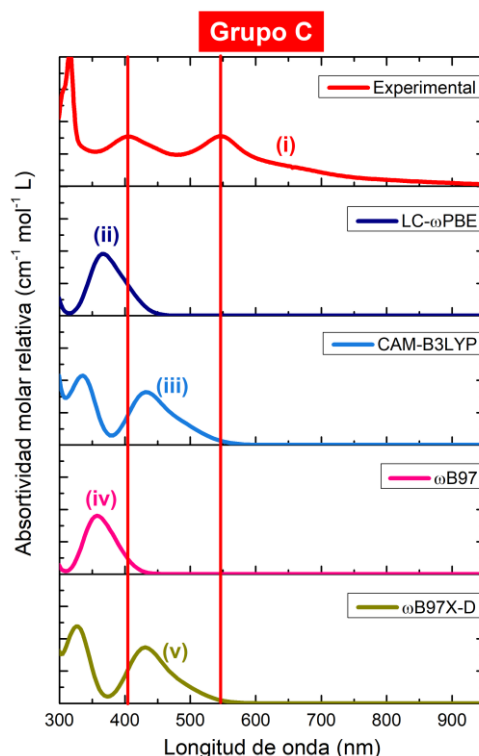 Grupo C
Experimental
(i)
LC-ωPBE
(ii)
CAM-B3LYP
(iii)
ωB97
(iv)
ωB97X-D
(v)
300 400 500 600 700 800 900
Longitud de onda (nm)
Absortividad molar relativa (cm⁻¹ mol⁻¹ L)